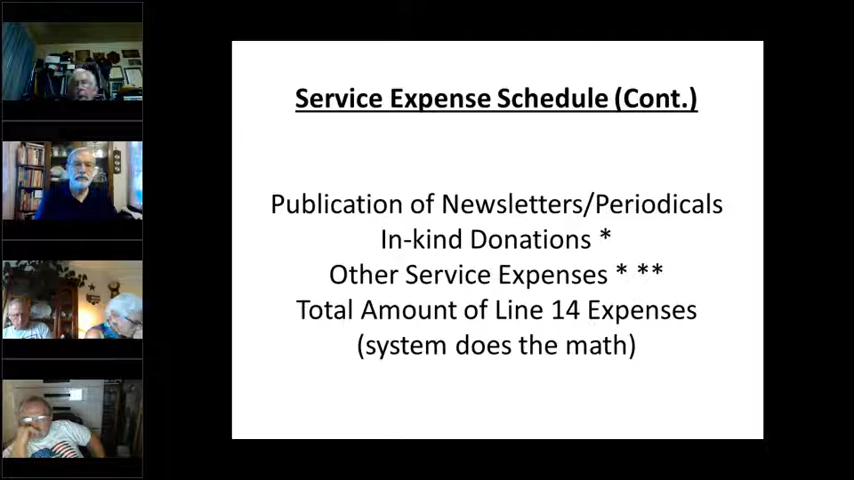 Service Expense Schedule (Cont.)
Publication of Newsletters/Periodicals
In-kind Donations *
Other Service Expenses * **
Total Amount of Line 14 Expenses
(system does the math)